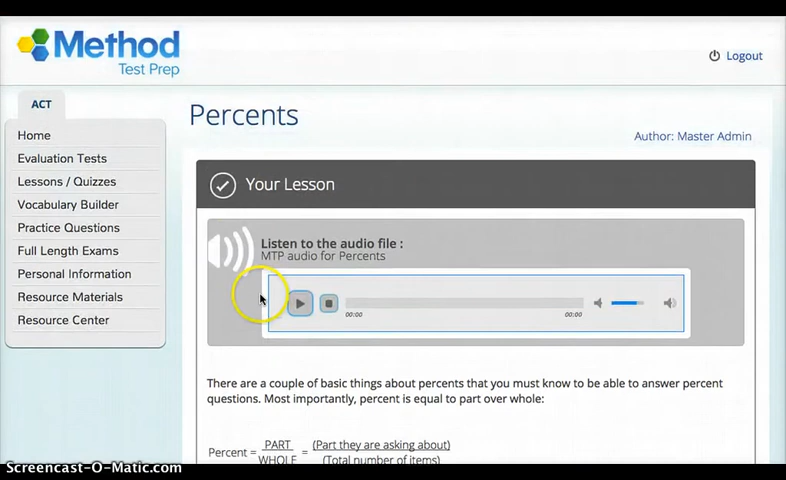 Method
Test Prep
Logout
ACT
Home
Evaluation Tests
Lessons / Quizzes
Vocabulary Builder
Practice Questions
Full Length Exams
Personal Information
Resource Materials
Resource Center
Percents
Author: Master Admin
Your Lesson
Listen to the audio file :
MTP audio for Percents
00:00 00:00
There are a couple of basic things about percents that you must know to be able to answer percent
questions. Most importantly, percent is equal to part over whole:
PART (Part they are asking about)
Percent = =
WHOLE (Total number of items)
Screencast-O-Matic.com